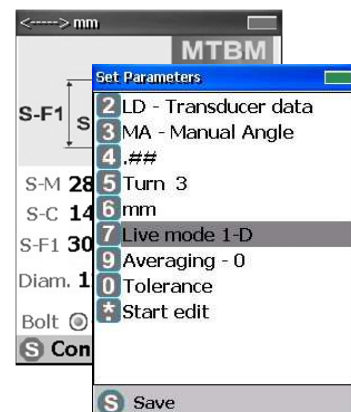 <-----> mm
MTBM
S-F1
S
S-M 28
S-C 14
S-F1 30
Diam. 1
Bolt
S Con
Set Parameters
2 LD - Transducer data
3 MA - Manual Angle
4 .##
5 Turn 3
6 mm
7 Live mode 1-D
9 Averaging - 0
0 Tolerance
* Start edit
S Save